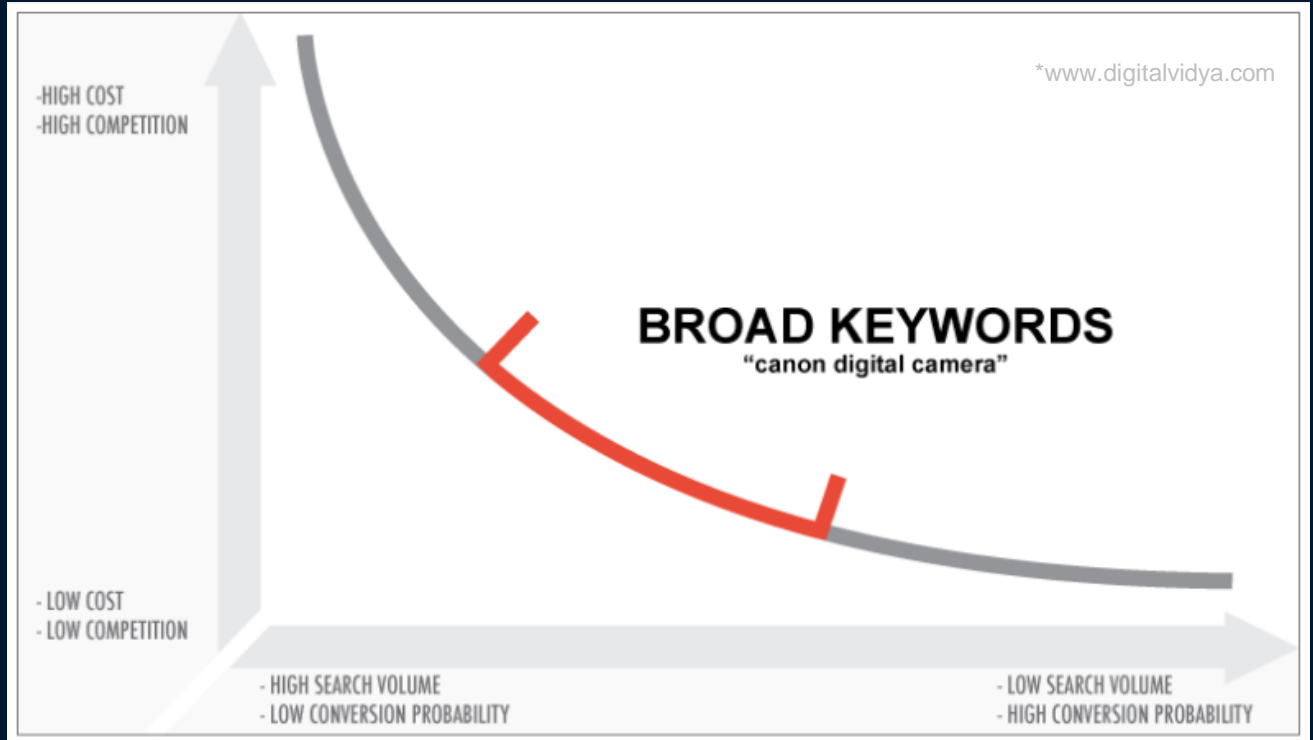 *www.digitalvidya.com
-HIGH COST
-HIGH COMPETITION
BROAD KEYWORDS
“canon digital camera”
- LOW COST
- LOW COMPETITION
- HIGH SEARCH VOLUME
- LOW CONVERSION PROBABILITY
- LOW SEARCH VOLUME
- HIGH CONVERSION PROBABILITY